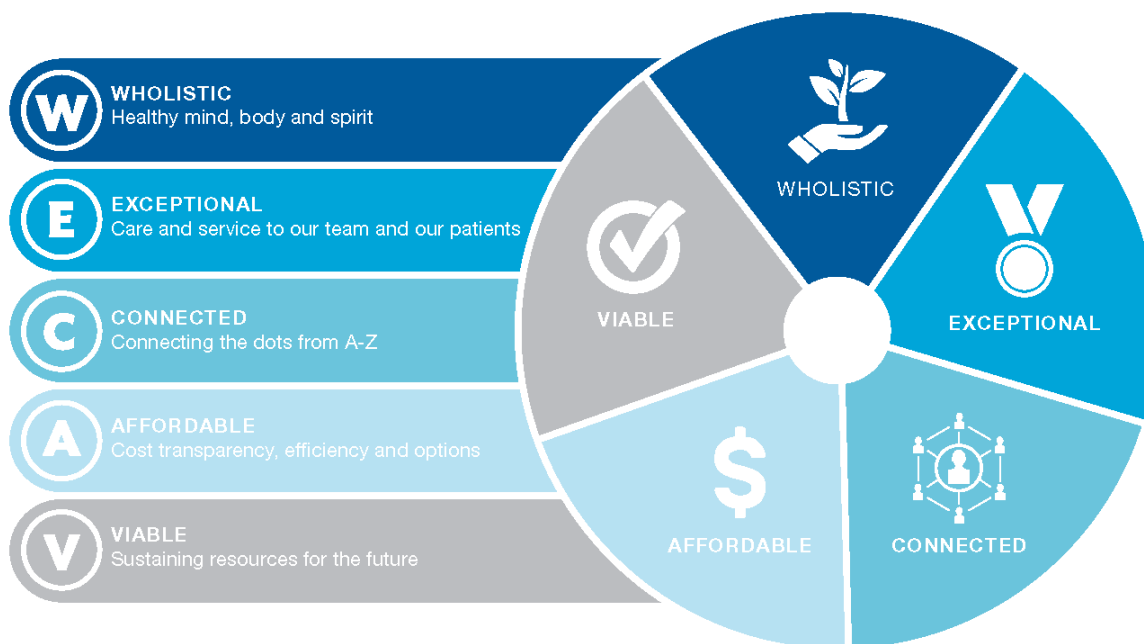 W
WHOLISTIC
Healthy mind, body and spirit
E
EXCEPTIONAL
Care and service to our team and our patients
C
CONNECTED
Connecting the dots from A-Z
A
AFFORDABLE
Cost transparency, efficiency and options
V
VIABLE
Sustaining resources for the future
WHOLISTIC
EXCEPTIONAL
CONNECTED
$
AFFORDABLE
VIABLE